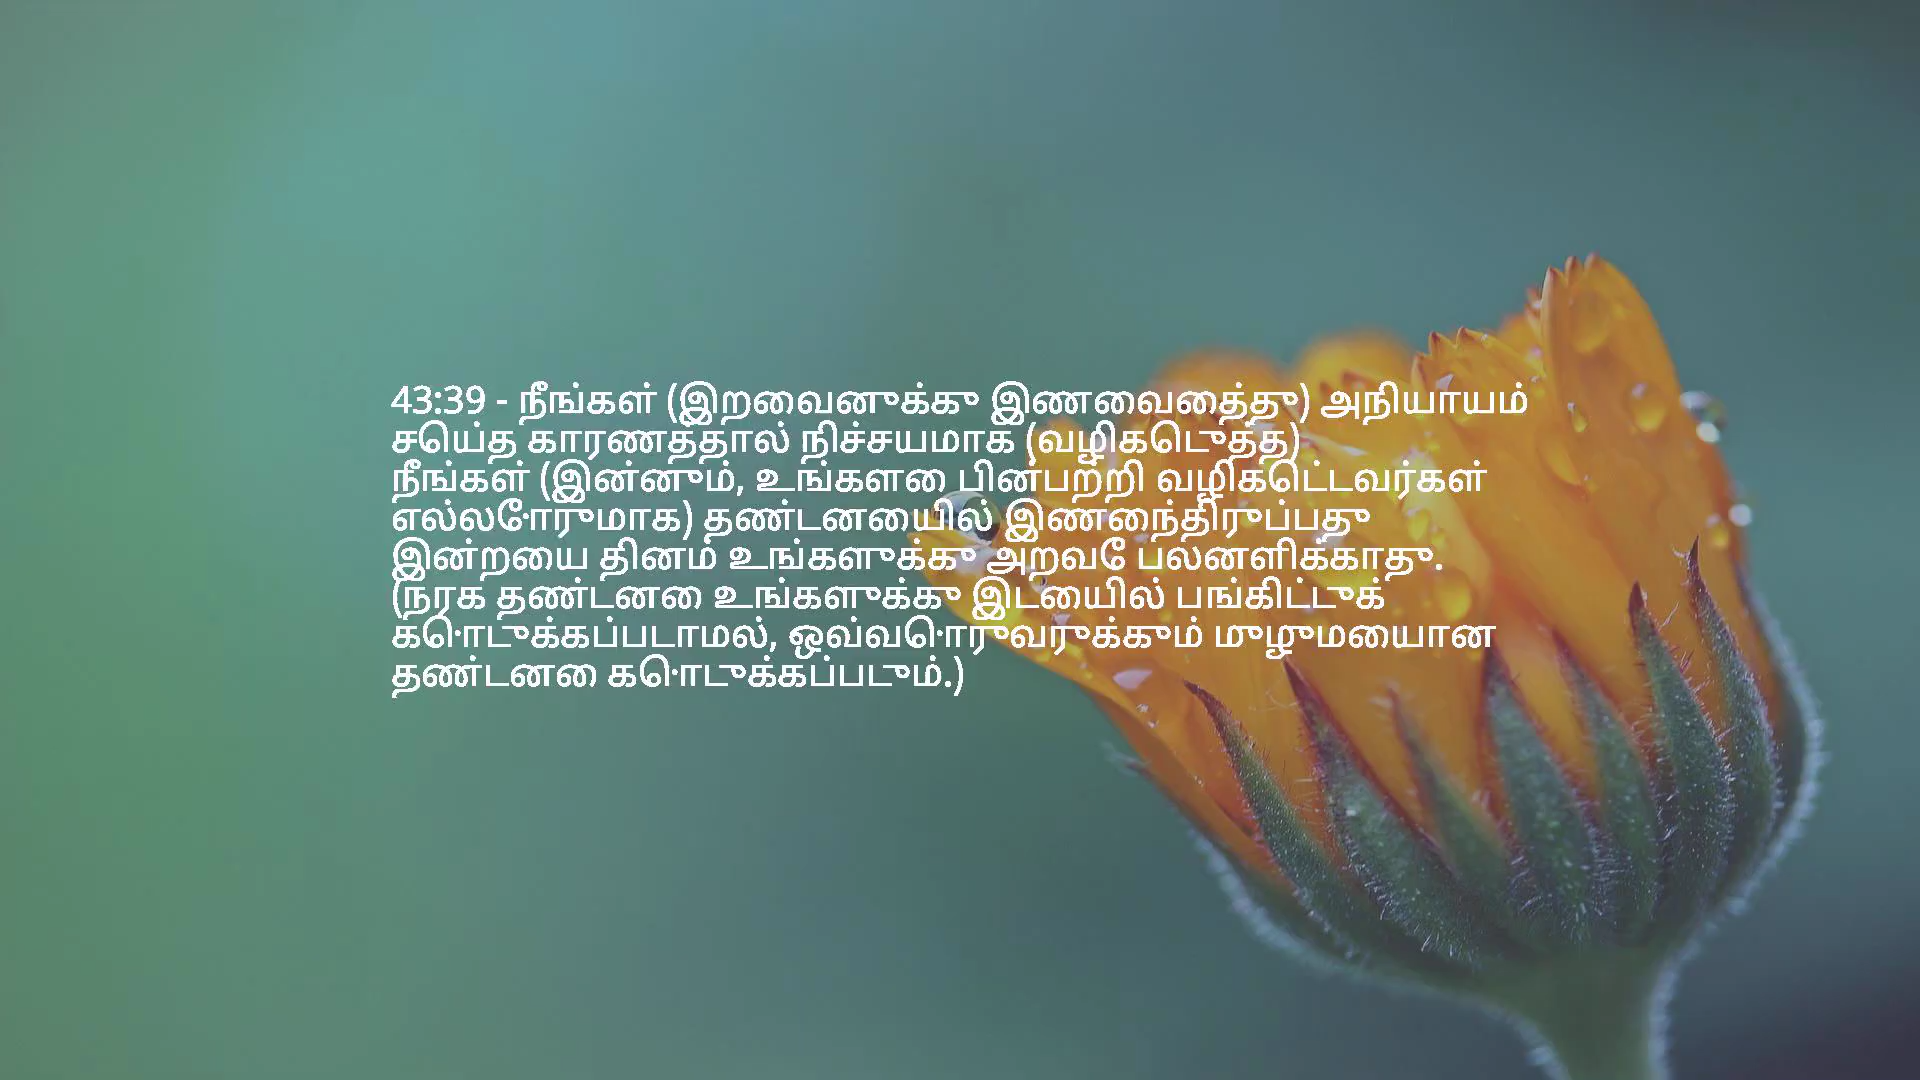 43:39 - நீங்கள் (இறைவனுக்கு இணைவைத்து) அநியாயம்
செய்த காரணத்தால் நிச்சயமாக (வழிகெடுத்த)
நீங்கள் (இன்னும், உங்களை பின்பற்றி வழிகெட்டவர்கள்
எல்லோருமாக) தண்டனையில் இணைந்திருப்பது
இன்றைய தினம் உங்களுக்கு அறவே பலனளிக்காது.
(நரக தண்டனை உங்களுக்கு இடையில் பங்கிட்டுக்
கொடுக்கப்படாமல், ஒவ்வொருவருக்கும் முழுமையான
தண்டனை கொடுக்கப்படும்.)